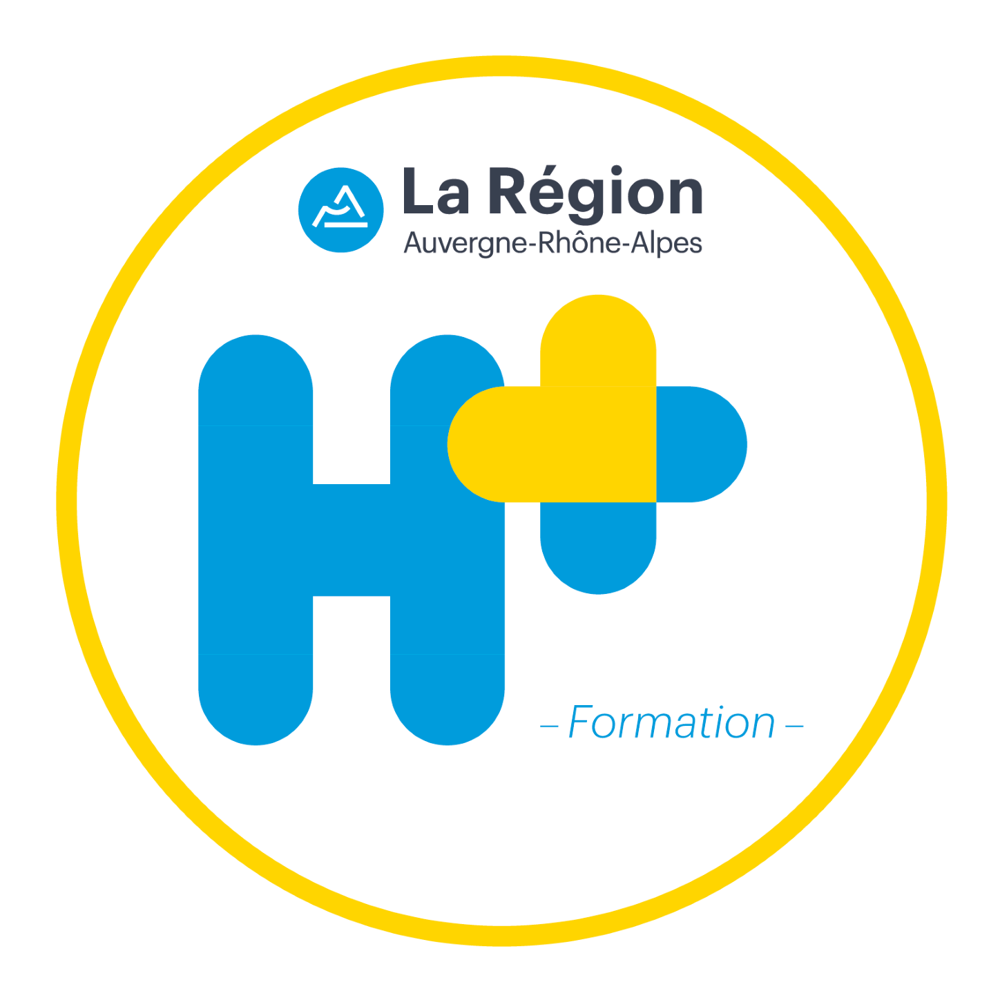 La Région
Auvergne-Rhône-Alpes
H+
– Formation –